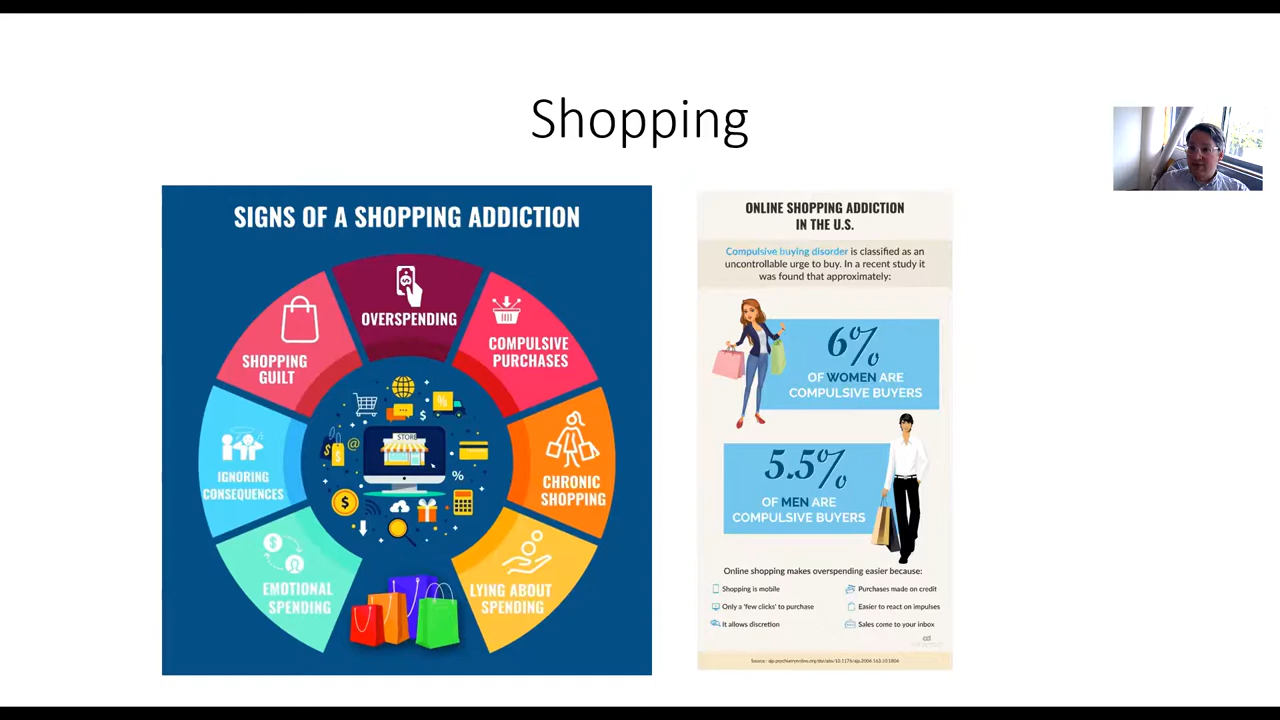 Shopping
SIGNS OF A SHOPPING ADDICTION
OVERSPENDING
COMPULSIVE
PURCHASES
CHRONIC
SHOPPING
LYING ABOUT
SPENDING
EMOTIONAL
SPENDING
IGNORING
CONSEQUENCES
SHOPPING
GUILT
STORE
ONLINE SHOPPING ADDICTION
IN THE U.S.
Compulsive buying disorder is classified as an
uncontrollable urge to buy. In a recent study it
was found that approximately:
6%
OF WOMEN ARE
COMPULSIVE BUYERS
5.5%
OF MEN ARE
COMPULSIVE BUYERS
Online shopping makes overspending easier because:
Shopping is mobile
Only a 'few clicks' to purchase
It allows discretion
Purchases made on credit
Easier to react on impulses
Sales come to your inbox